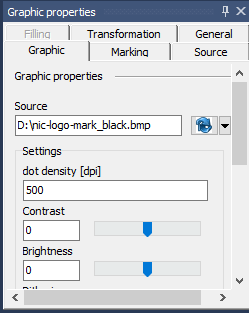 Graphic properties
Filling
Transformation
General
Graphic
Marking
Source
Graphic properties
Source
D:\nic-logo-mark_black.bmp
Settings
dot density [dpi]
500
Contrast
0
Brightness
0